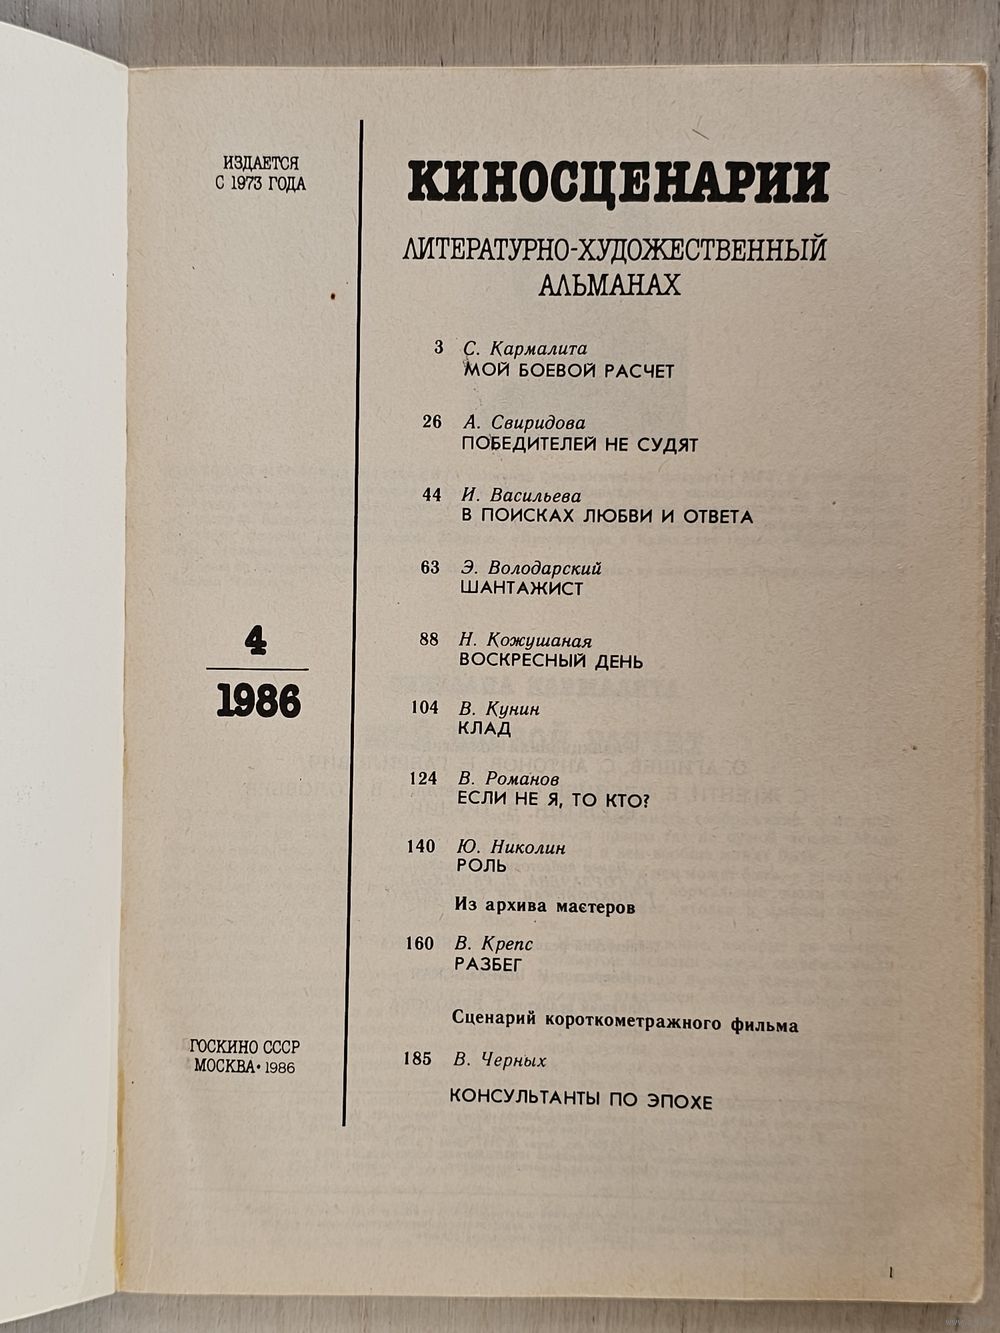 ИЗДАЕТСЯ
С 1973 ГОДА
КИНОСЦЕНАРИИ
ЛИТЕРАТУРНО-ХУДОЖЕСТВЕННЫЙ
АЛЬМАНАХ
3 С. Кармалита
МОЙ БОЕВОЙ РАСЧЕТ
26 А. Свиридова
ПОБЕДИТЕЛЕЙ НЕ СУДЯТ
44 И. Васильева
В ПОИСКАХ ЛЮБВИ И ОТВЕТА
63 Э. Володарский
ШАНТАЖИСТ
88 Н. Кожушаная
ВОСКРЕСНЫЙ ДЕНЬ
4
1986
104 В. Кунин
КЛАД
124 В. Романов
ЕСЛИ НЕ Я, ТО КТО?
140 Ю. Николин
РОЛЬ
Из архива мастеров
160 В. Крепс
РАЗБЕГ
Сценарий короткометражного фильма
185 В. Черных
КОНСУЛЬТАНТЫ ПО ЭПОХЕ
ГОСКИНО СССР
МОСКВА • 1986
1